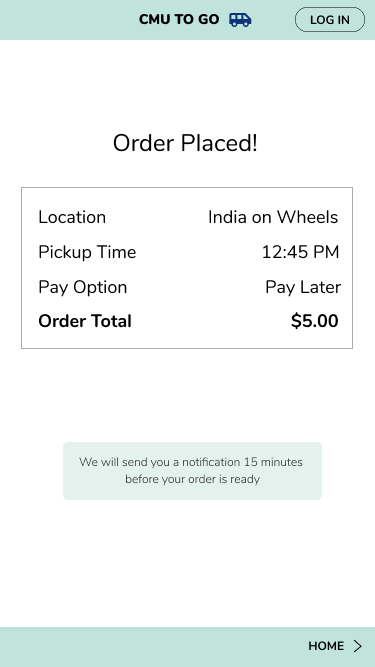 CMU TO GO
LOG IN
Order Placed!
Location India on Wheels
Pickup Time 12:45 PM
Pay Option Pay Later
Order Total $5.00
We will send you a notification 15 minutes
before your order is ready
HOME